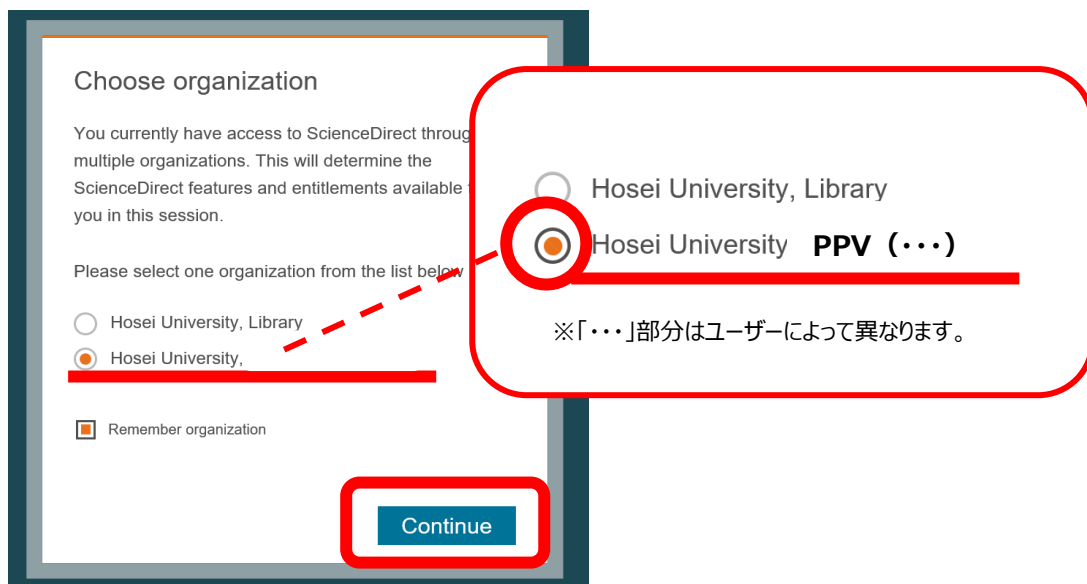 Choose organization
You currently have access to ScienceDirect throug
multiple organizations. This will determine the
ScienceDirect features and entitlements available
you in this session.
Please select one organization from the list below
Hosei University, Library
Hosei University,
Remember organization
Continue
Hosei University, Library
Hosei University PPV（・・・）
※「・・・」部分はユーザーによって異なります。